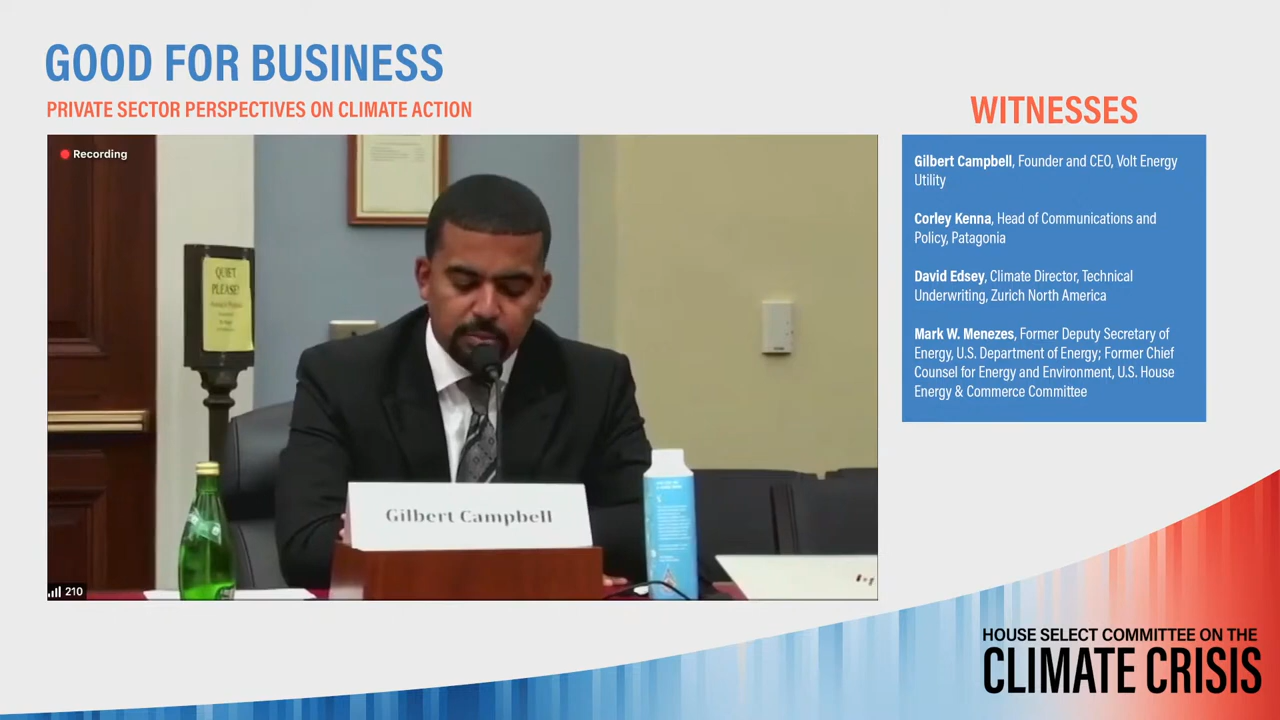 GOOD FOR BUSINESS
PRIVATE SECTOR PERSPECTIVES ON CLIMATE ACTION
Recording
QUIET
PLEASE!
Gilbert Campbell
210
WITNESSES
Gilbert Campbell, Founder and CEO, Volt Energy
Utility
Corley Kenna, Head of Communications and
Policy, Patagonia
David Edsey, Climate Director, Technical
Underwriting, Zurich North America
Mark W. Menezes, Former Deputy Secretary of
Energy, U.S. Department of Energy; Former Chief
Counsel for Energy and Environment, U.S. House
Energy & Commerce Committee
HOUSE SELECT COMMITTEE ON THE
CLIMATE CRISIS